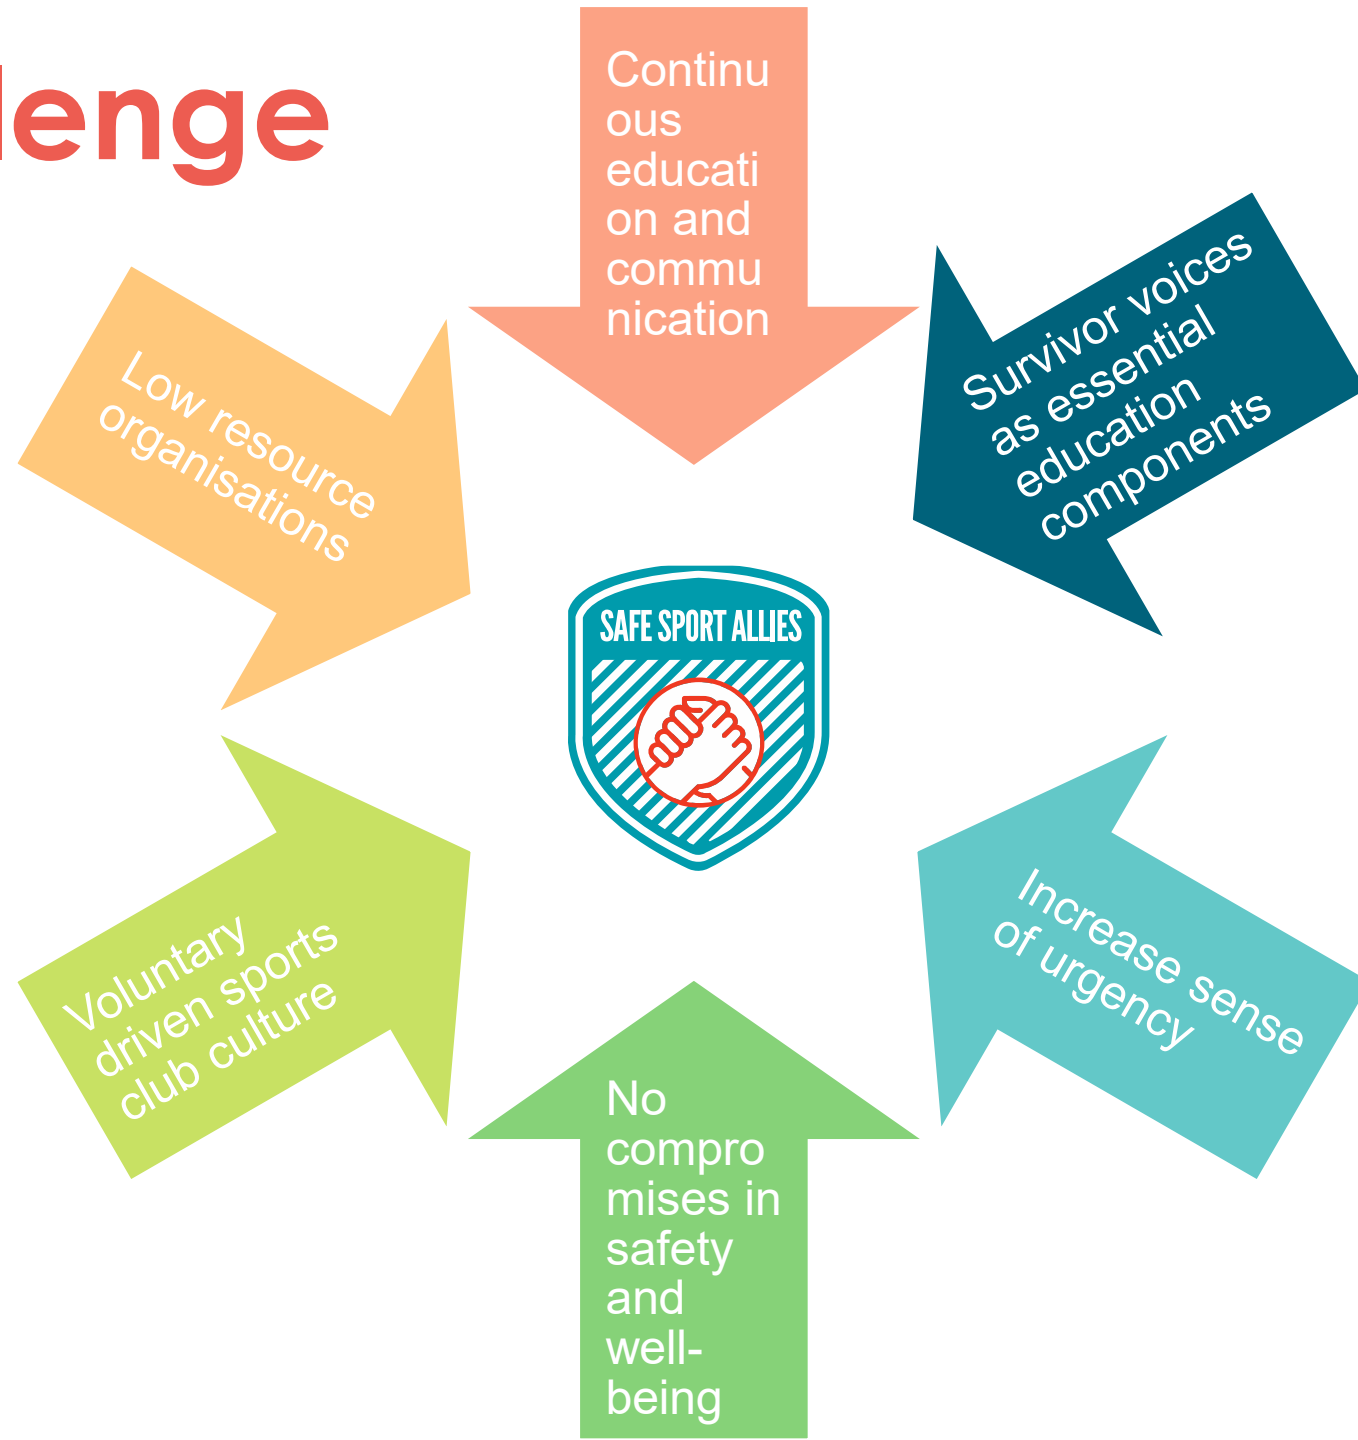 lenge
Continu
ous
educati
on and
commu
nication
Survivor voices
as essential
education
components
Increase sense
of urgency
No
compro
mises in
safety
and
well-
being
Voluntary
driven sports
club culture
Low resource
organisations
SAFE SPORT ALLIES